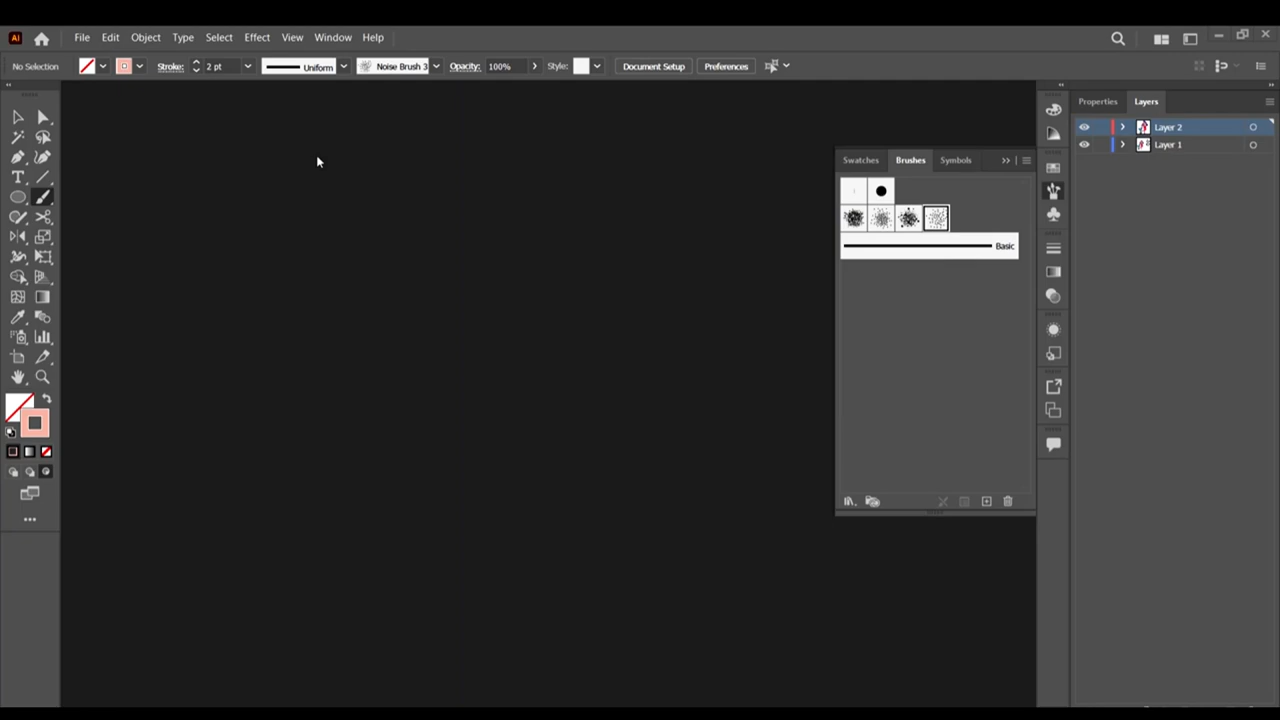 Ai File Edit Object Type Select Effect View Window Help
No Selection Stroke: 2 pt Uniform Noise Brush 3 Opacity: 100% Style: Document Setup Preferences
Properties Layers
Layer 2
Layer 1
Swatches Brushes Symbols
Basic